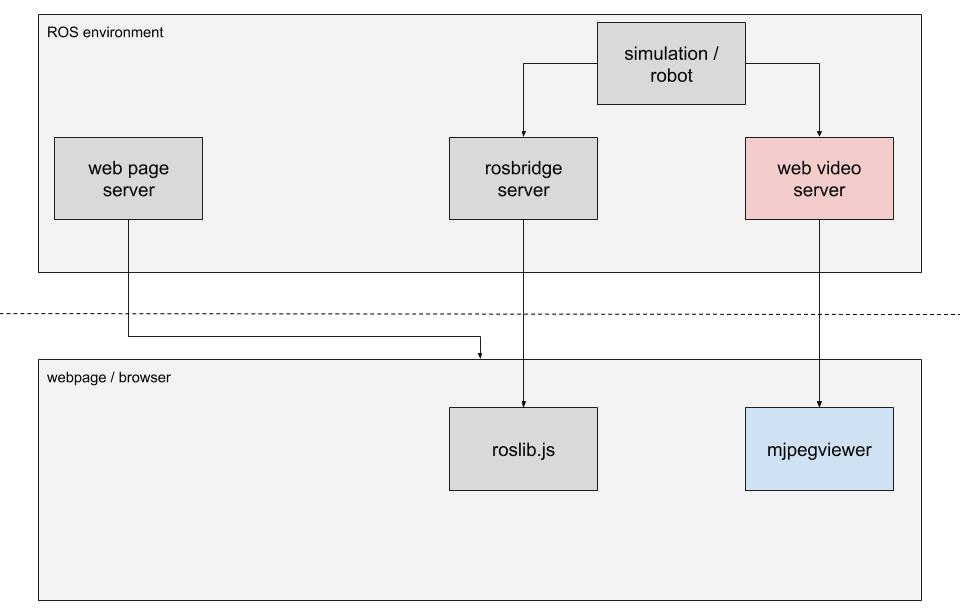 ROS environment
simulation /
robot
web page
server
rosbridge
server
web video
server
webpage / browser
roslib.js
mjpegviewer